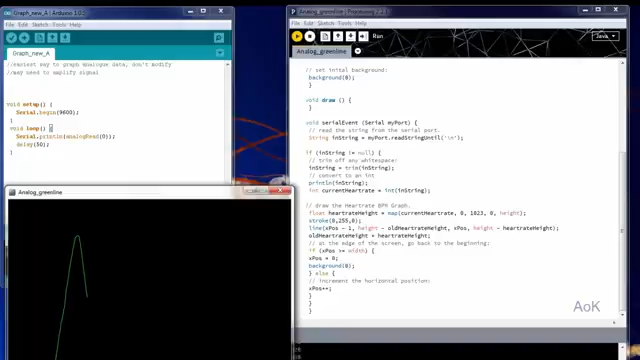 Graph_new_A | Arduino 1.0.
File Edit Sketch Tools Help
Graph_new_A
//easiest way to graph analogue data, don't modify
//may need to amplify signal
void setup() {
Serial.begin(9600);
}
void loop() {
Serial.println(analogRead(0));
delay(50);
}
Analog_greenline
Analog_greenline | Processing 2.2.1
File Edit Sketch Tools Help
Run
Java
Analog_greenline
// set inital background:
background(0);
}
void draw () {
}
void serialEvent (Serial myPort) {
// read the string from the serial port.
String inString = myPort.readStringUntil('\n');
if (inString != null) {
// trim off any whitespace:
inString = trim(inString);
// convert to an int
println(inString);
int currentHeartrate = int(inString);
// draw the Heartrate BPM Graph.
float heartrateHeight = map(currentHeartrate, 0, 1023, 0, height);
stroke(0,255,0);
line(xPos - 1, height - oldHeartrateHeight, xPos, height - heartrateHeight);
oldHeartrateHeight = heartrateHeight;
// at the edge of the screen, go back to the beginning:
if (xPos >= width) {
xPos = 0;
background(0);
} else {
// increment the horizontal position:
xPos++;
}
}
}
AoK